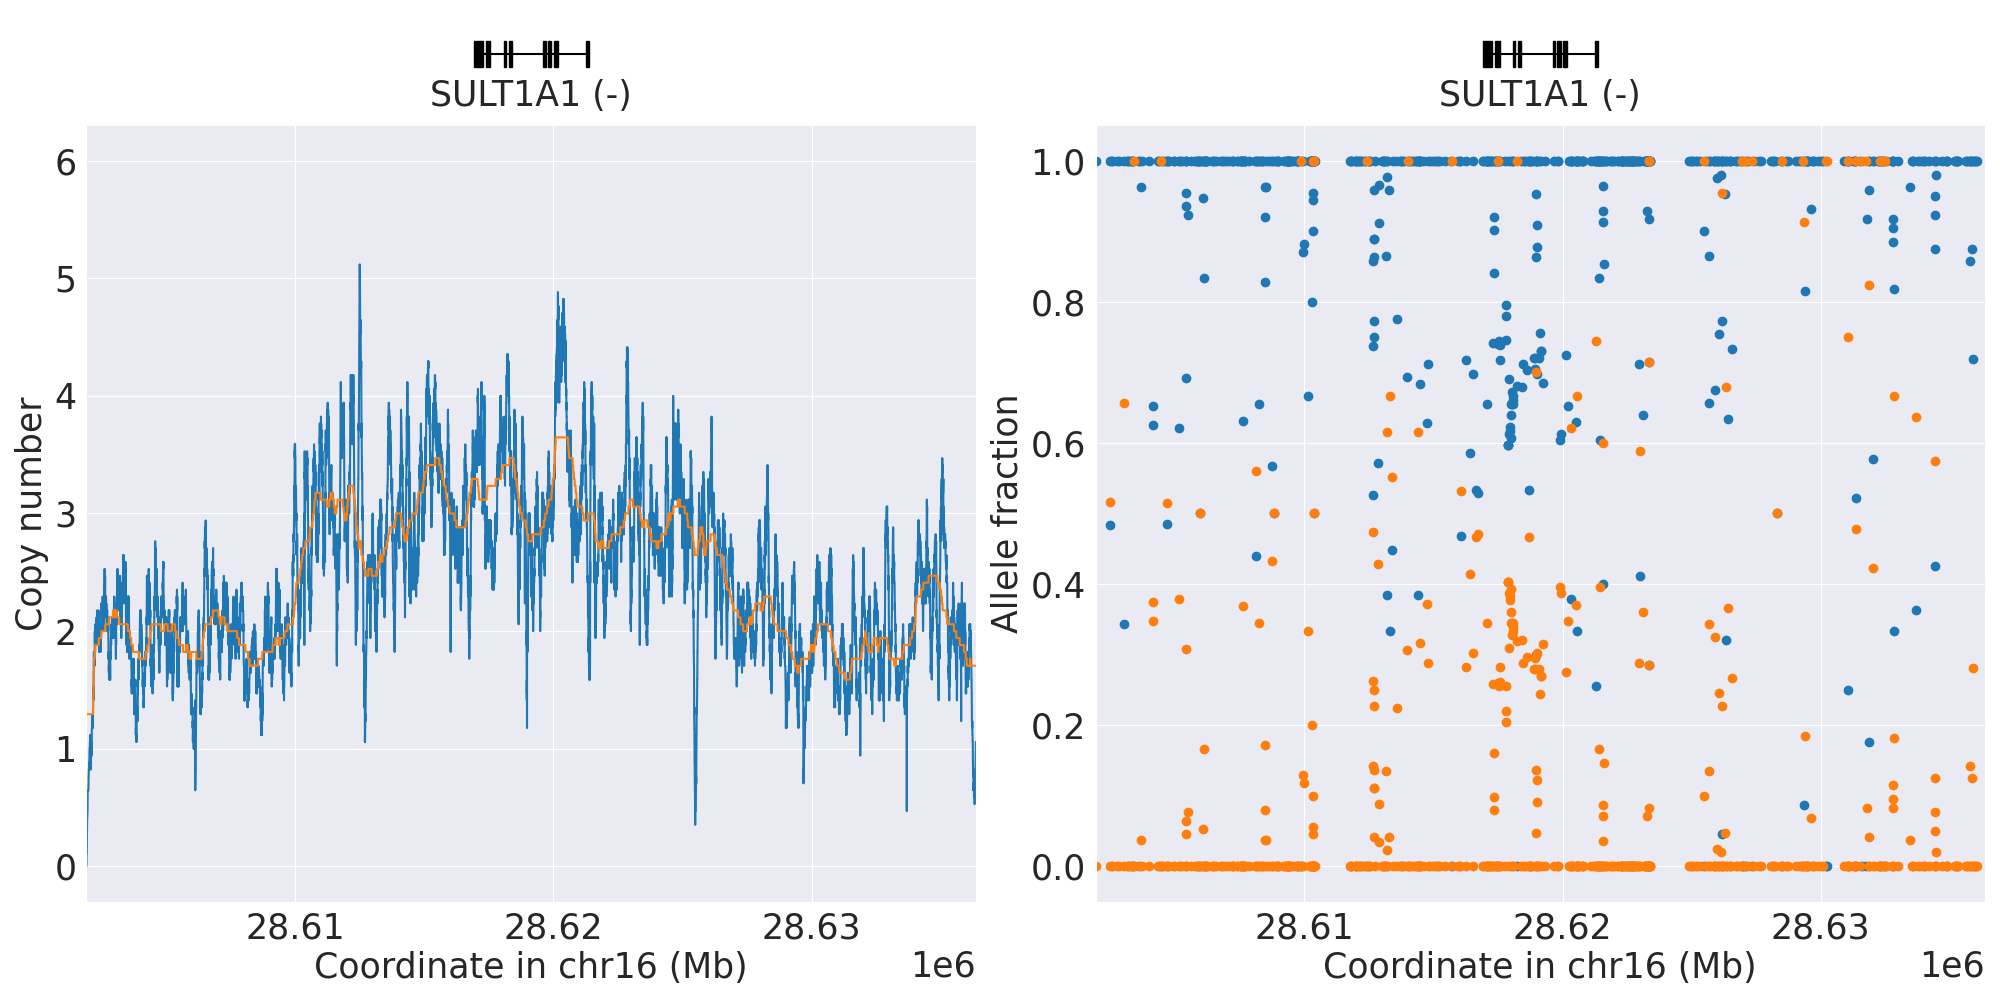 SULT1A1 (-)
Copy number
6
5
4
3
2
1
0
28.61
28.62
28.63
Coordinate in chr16 (Mb)
1e6
SULT1A1 (-)
Allele fraction
1.0
0.8
0.6
0.4
0.2
0.0
28.61
28.62
28.63
Coordinate in chr16 (Mb)
1e6